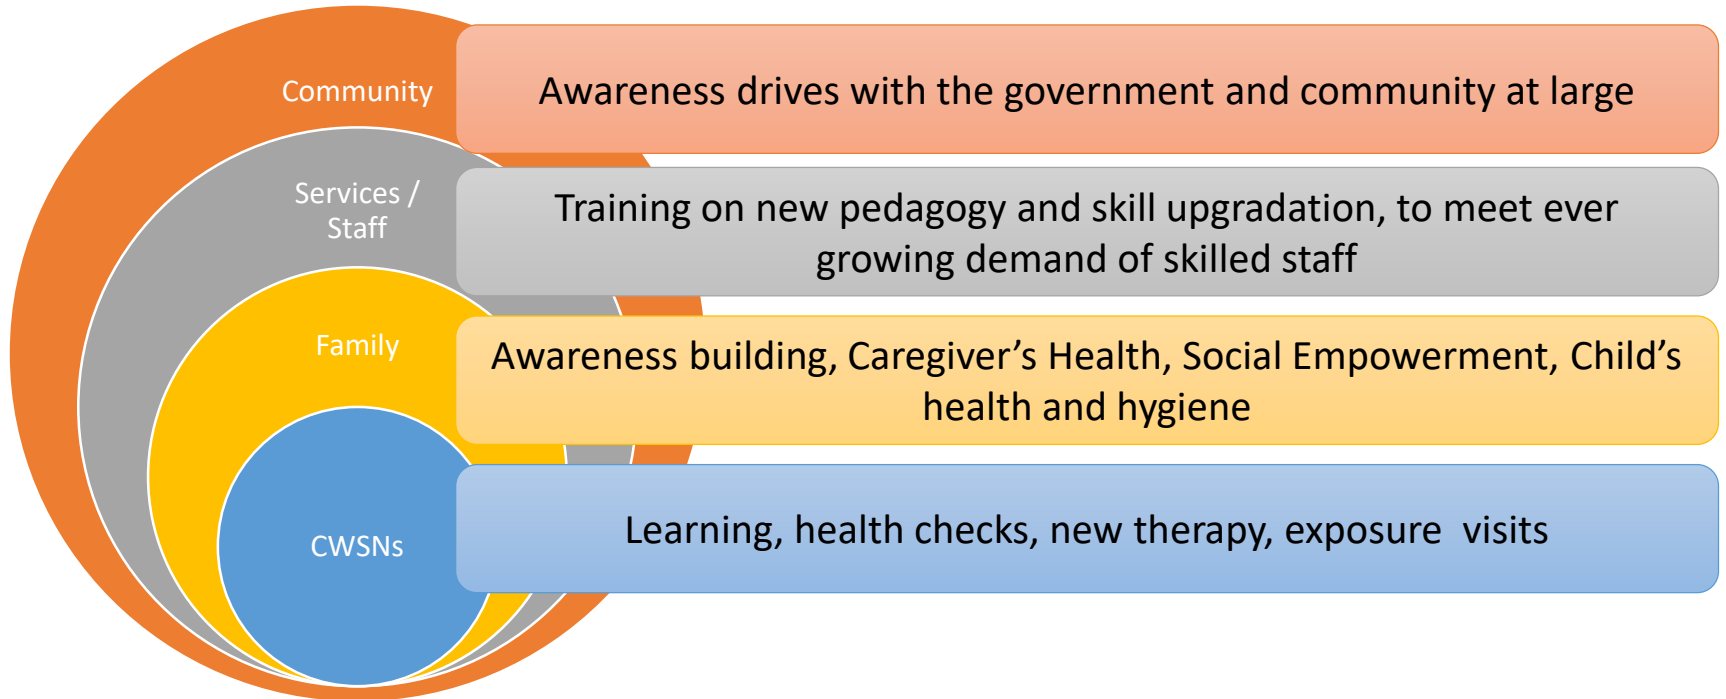 Community
Awareness drives with the government and community at large
Services /
Staff
Training on new pedagogy and skill upgradation, to meet ever
growing demand of skilled staff
Family
Awareness building, Caregiver’s Health, Social Empowerment, Child’s
health and hygiene
CWSNs
Learning, health checks, new therapy, exposure  visits